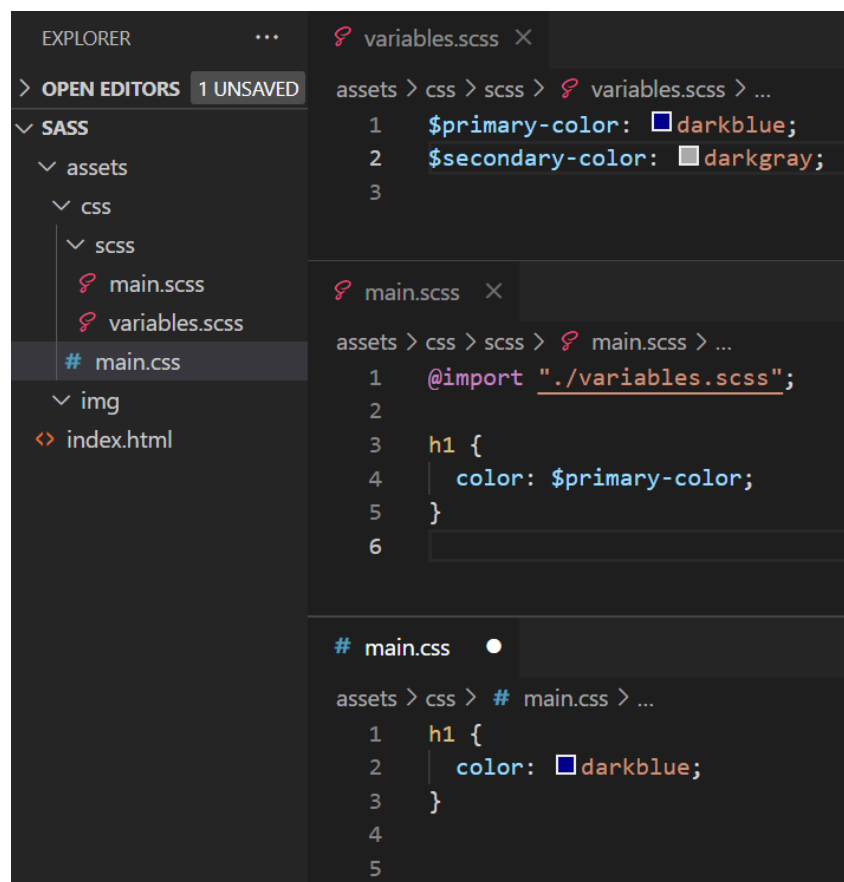 EXPLORER ...
OPEN EDITORS 1 UNSAVED
SASS
assets
css
scss
main.scss
variables.scss
# main.css
img
<> index.html
variables.scss ×
assets > css > scss > variables.scss > ...
1 $primary-color: darkblue;
2 $secondary-color: darkgray;
3
main.scss ×
assets > css > scss > main.scss > ...
1 @import "./variables.scss";
2
3 h1 {
4 color: $primary-color;
5 }
6
# main.css
assets > css > # main.css > ...
1 h1 {
2 color: darkblue;
3 }
4
5